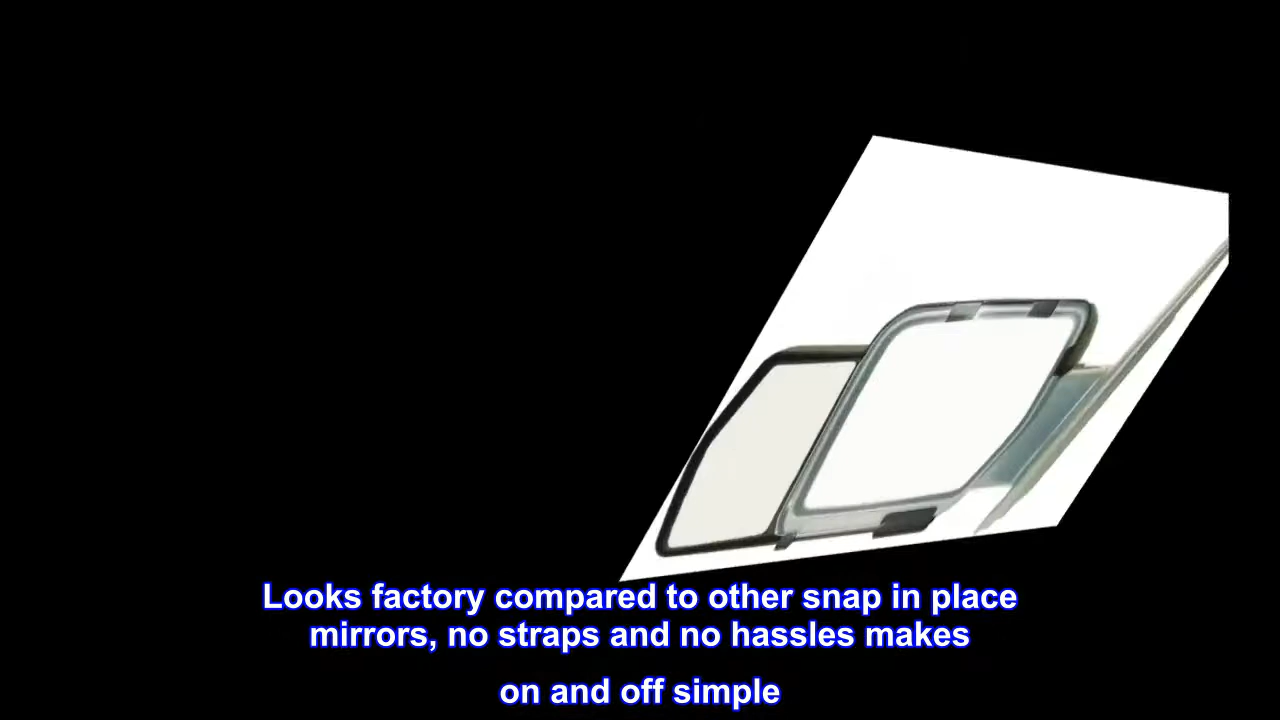 Looks factory compared to other snap in place
mirrors, no straps and no hassles makes
on and off simple